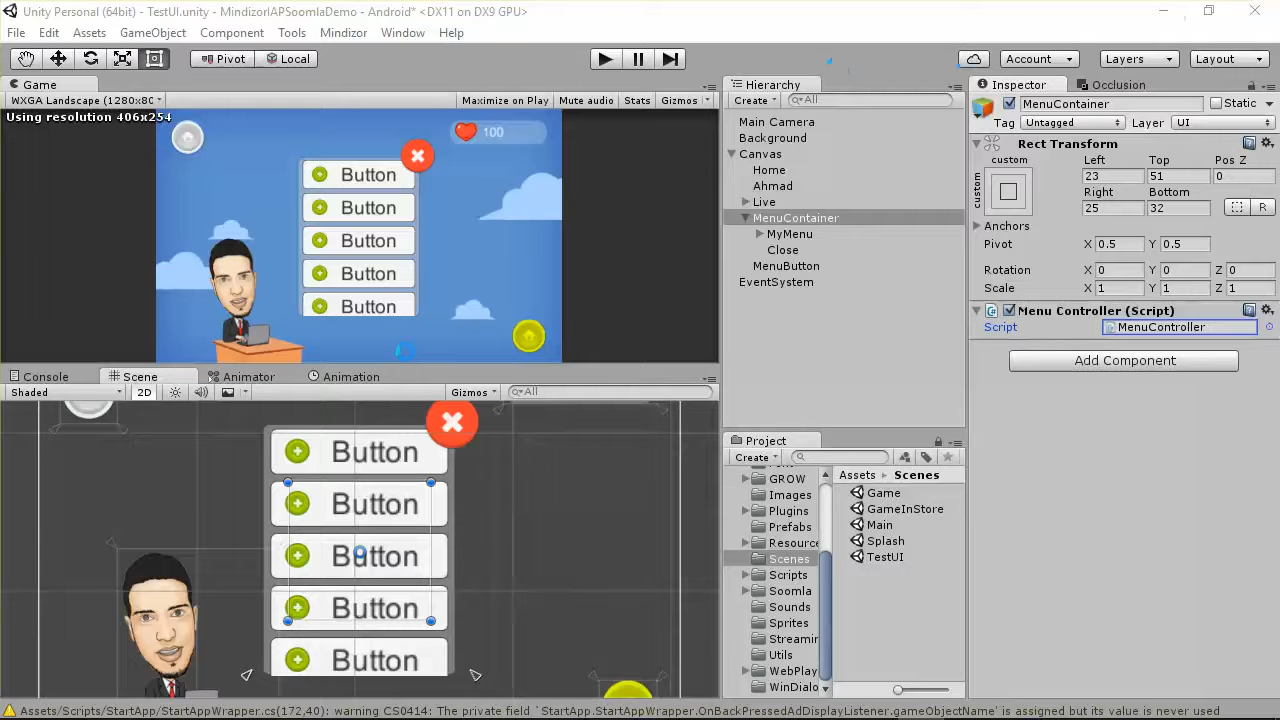 Unity Personal (64bit) - TestUI.unity - MindizorIAPSoomlaDemo - Android* <DX11 on DX9 GPU>
File Edit Assets GameObject Component Tools Mindizor Window Help
Pivot Local Account Layers Layout
Game
WXGA Landscape (1280x80 Maximize on Play Mute audio Stats Gizmos
Using resolution 406x254
100
Button
Button
Button
Button
Button
Console Scene Animator Animation
Shaded 2D Gizmos All
Button
Button
Button
Button
Button
Hierarchy
Create All
Main Camera
Background
Canvas
Home
Ahmad
Live
MenuContainer
MyMenu
Close
MenuButton
EventSystem
Project
Create
GROW
Images
Plugins
Prefabs
Resource
Scenes
Scripts
Soomla
Sounds
Sprites
Streamin
Utils
WebPlay
WinDialo
Assets Scenes
Game
GameInStore
Main
Splash
TestUI
Inspector Occlusion
MenuContainer Static
Tag Untagged Layer UI
Rect Transform
custom Left Top Pos Z
custom 23 51 0
Right Bottom
25 32 R
Anchors
Pivot X 0.5 Y 0.5
Rotation X 0 Y 0 Z 0
Scale X 1 Y 1 Z 1
Menu Controller (Script)
Script MenuController
Add Component
Assets/Scripts/StartApp/StartAppWrapper.cs(172,40): warning CS0414: The private field `StartApp.StartAppWrapper.OnBackPressedAdDisplayListener.gameObjectName' is assigned but its value is never used